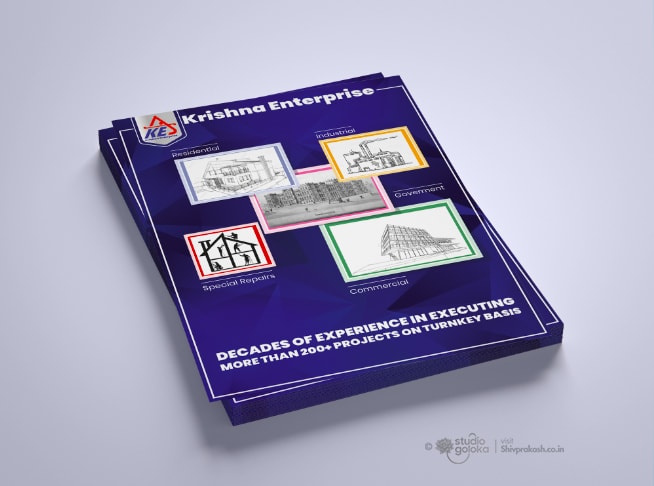 KES
Krishna Enterprise
Residential
Industrial
Goverment
Special Repairs
Commercial
DECADES OF EXPERIENCE IN EXECUTING
MORE THAN 200+ PROJECTS ON TURNKEY BASIS
© studio goloka
visit
Shivprakash.co.in